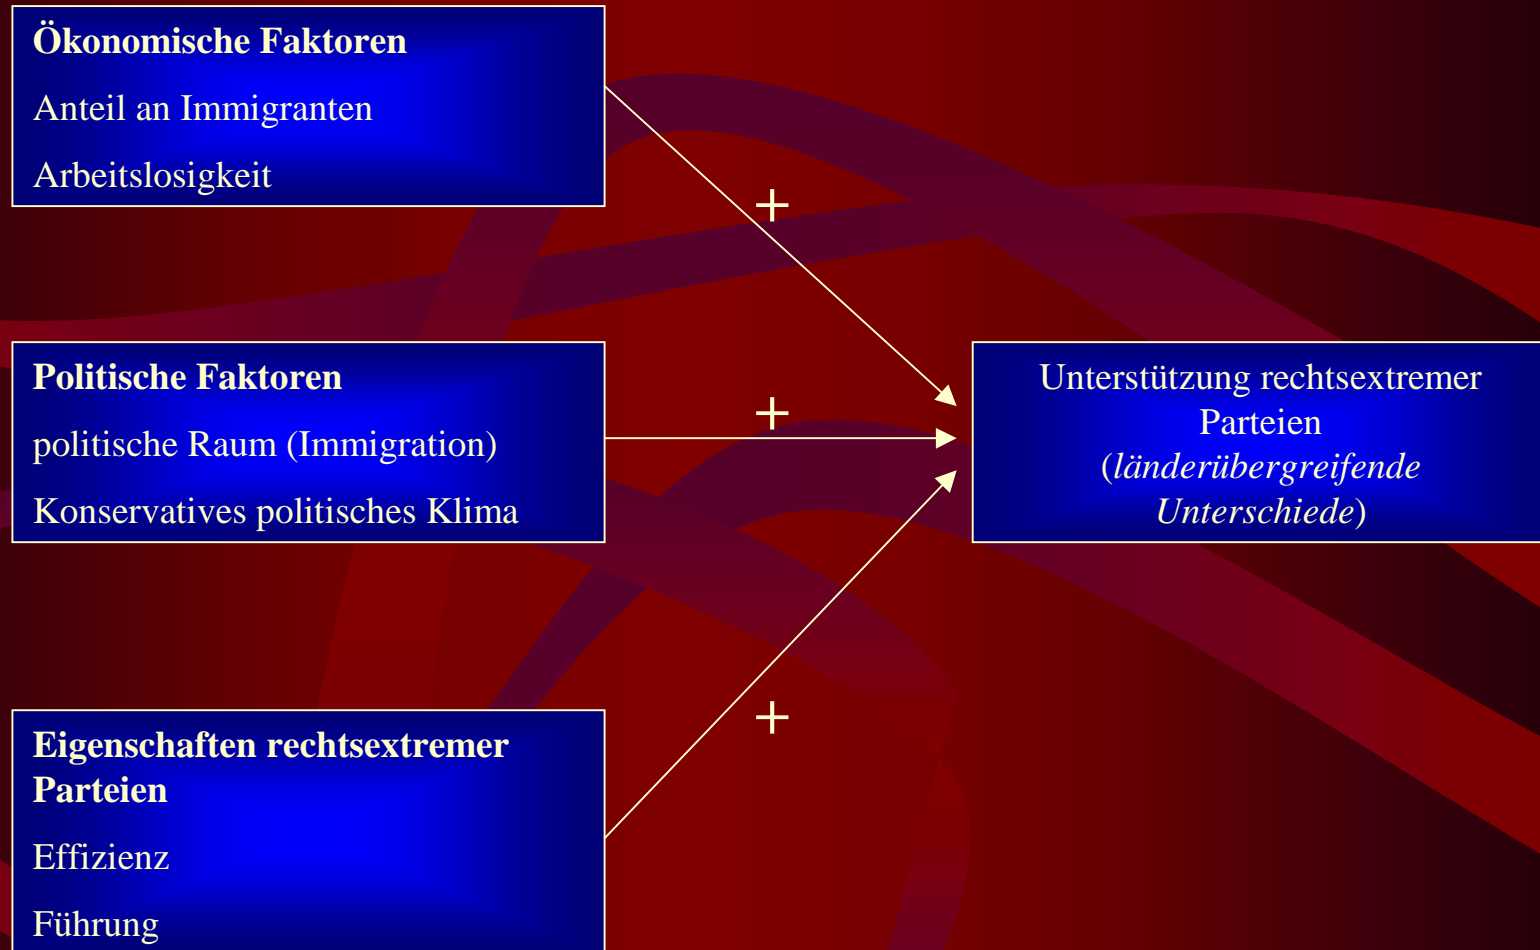 Ökonomische Faktoren
Anteil an Immigranten
Arbeitslosigkeit
+
Politische Faktoren
politische Raum (Immigration)
Konservatives politisches Klima
+
Unterstützung rechtsextremer
Parteien
(länderübergreifende
Unterschiede)
Eigenschaften rechtsextremer
Parteien
Effizienz
Führung
+